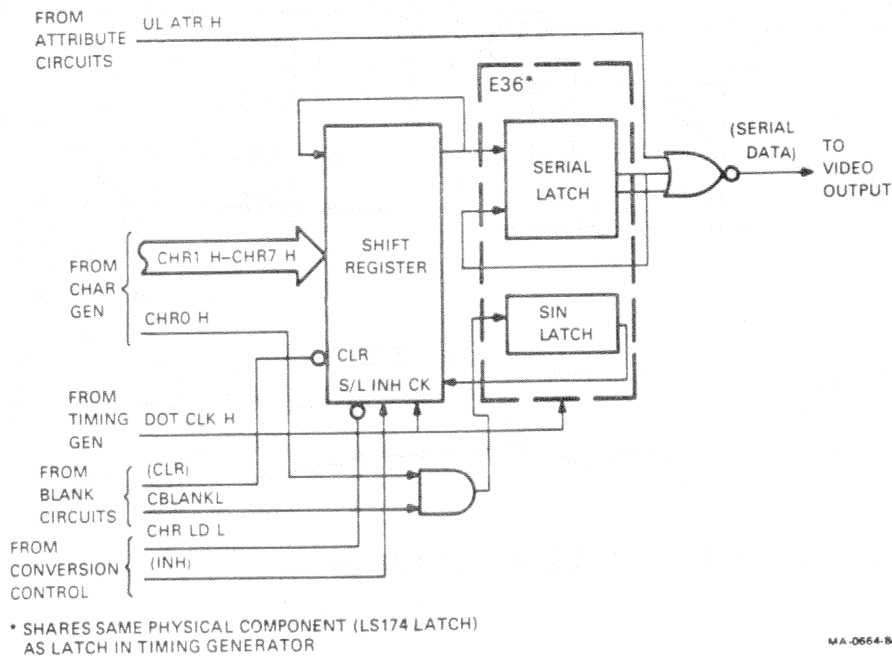 FROM
ATTRIBUTE
CIRCUITS
UL ATR H
E36*
SERIAL
LATCH
(SERIAL
DATA)
TO
VIDEO
OUTPUT
FROM
CHAR
GEN
CHR1 H–CHR7 H
CHR0 H
SHIFT
REGISTER
CLR
S/L INH CK
SIN
LATCH
FROM
TIMING
GEN
DOT CLK H
FROM
BLANK
CIRCUITS
(CLR)
CBLANKL
FROM
CONVERSION
CONTROL
CHR LD L
(INH)
* SHARES SAME PHYSICAL COMPONENT (LS174 LATCH)
AS LATCH IN TIMING GENERATOR
MA-0664-8